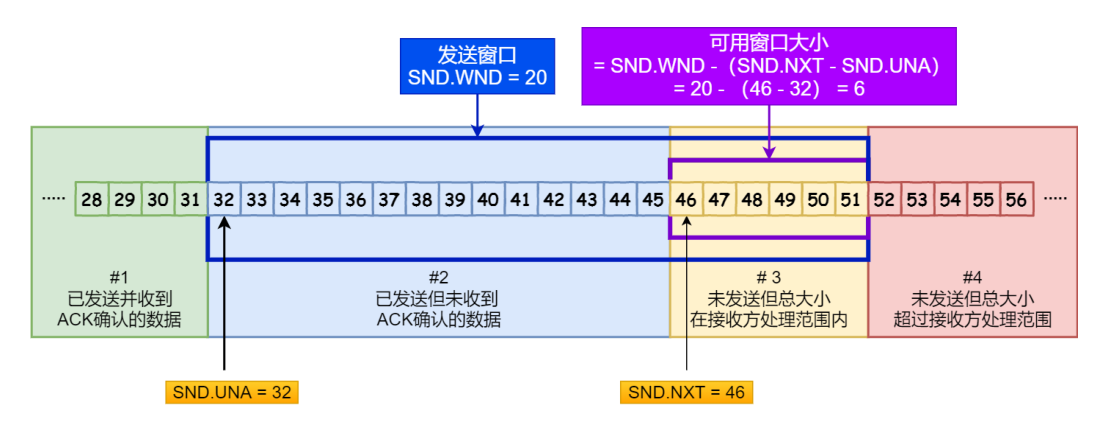 发送窗口
SND.WND = 20
可用窗口大小
= SND.WND -（SND.NXT - SND.UNA）
= 20 -（46 - 32）= 6
····· 28 29 30 31 32 33 34 35 36 37 38 39 40 41 42 43 44 45 46 47 48 49 50 51 52 53 54 55 56 ·····
#1
已发送并收到
ACK确认的数据
#2
已发送但未收到
ACK确认的数据
# 3
未发送但总大小
在接收方处理范围内
#4
未发送但总大小
超过接收方处理范围
SND.UNA = 32
SND.NXT = 46